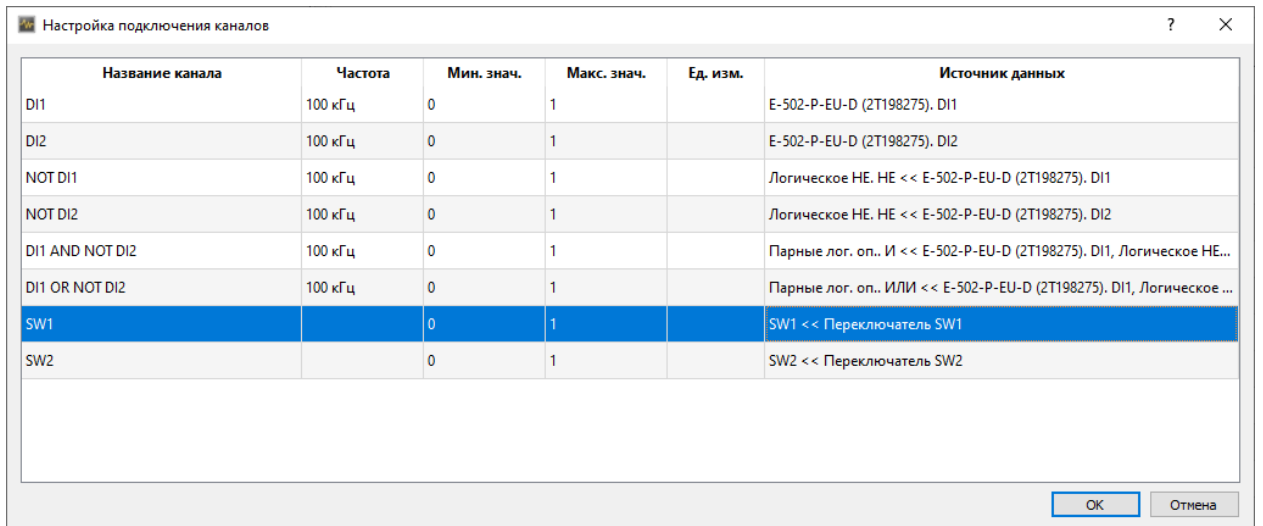 Настройка подключения каналов ? ×
Название канала Частота Мин. знач. Макс. знач. Ед. изм. Источник данных
DI1 100 кГц 0 1 E-502-P-EU-D (2T198275). DI1
DI2 100 кГц 0 1 E-502-P-EU-D (2T198275). DI2
NOT DI1 100 кГц 0 1 Логическое НЕ. НЕ << E-502-P-EU-D (2T198275). DI1
NOT DI2 100 кГц 0 1 Логическое НЕ. НЕ << E-502-P-EU-D (2T198275). DI2
DI1 AND NOT DI2 100 кГц 0 1 Парные лог. оп.. И << E-502-P-EU-D (2T198275). DI1, Логическое НЕ...
DI1 OR NOT DI2 100 кГц 0 1 Парные лог. оп.. ИЛИ << E-502-P-EU-D (2T198275). DI1, Логическое ...
SW1 0 1 SW1 << Переключатель SW1
SW2 0 1 SW2 << Переключатель SW2
OK Отмена